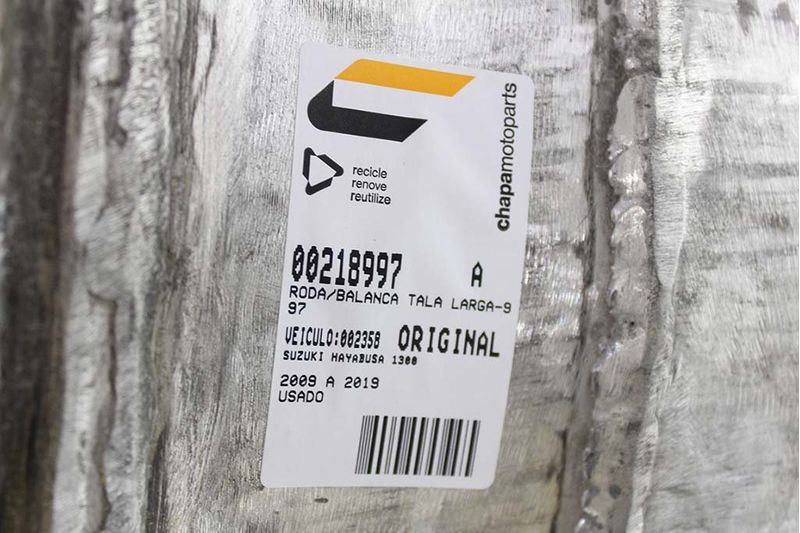 chapamotoparts
recicle
renove
reutilize
00218997 A
RODA/BALANCA TALA LARGA-9
97
VEICULO:002358 ORIGINAL
SUZUKI HAYABUSA 1300
2009 A 2019
USADO